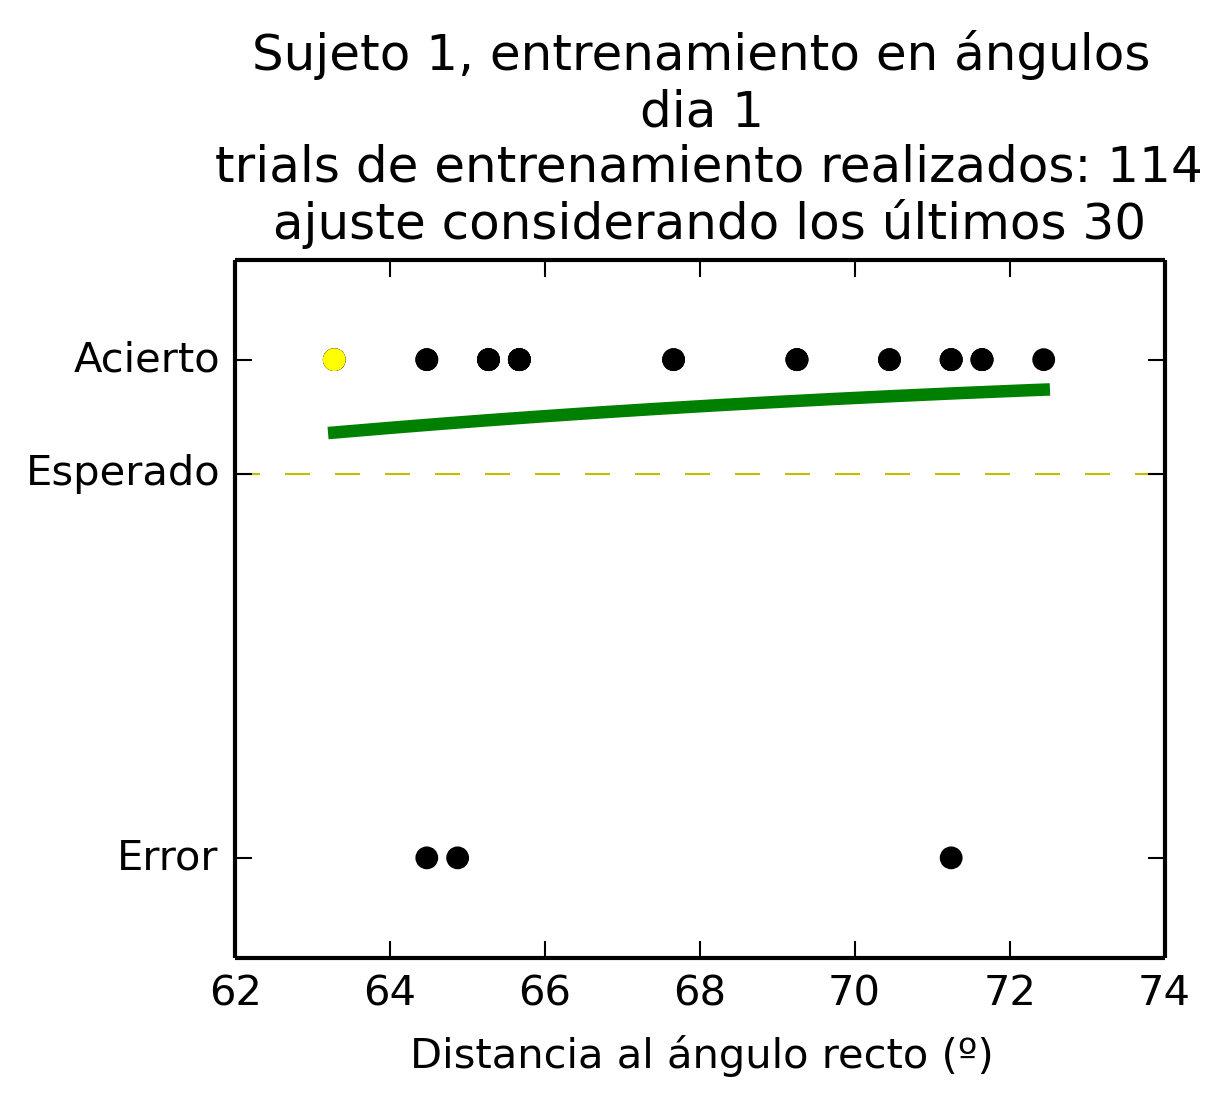 Sujeto 1, entrenamiento en ángulos
dia 1
trials de entrenamiento realizados: 114
ajuste considerando los últimos 30
Acierto
Esperado
Error
62 64 66 68 70 72 74
Distancia al ángulo recto (º)